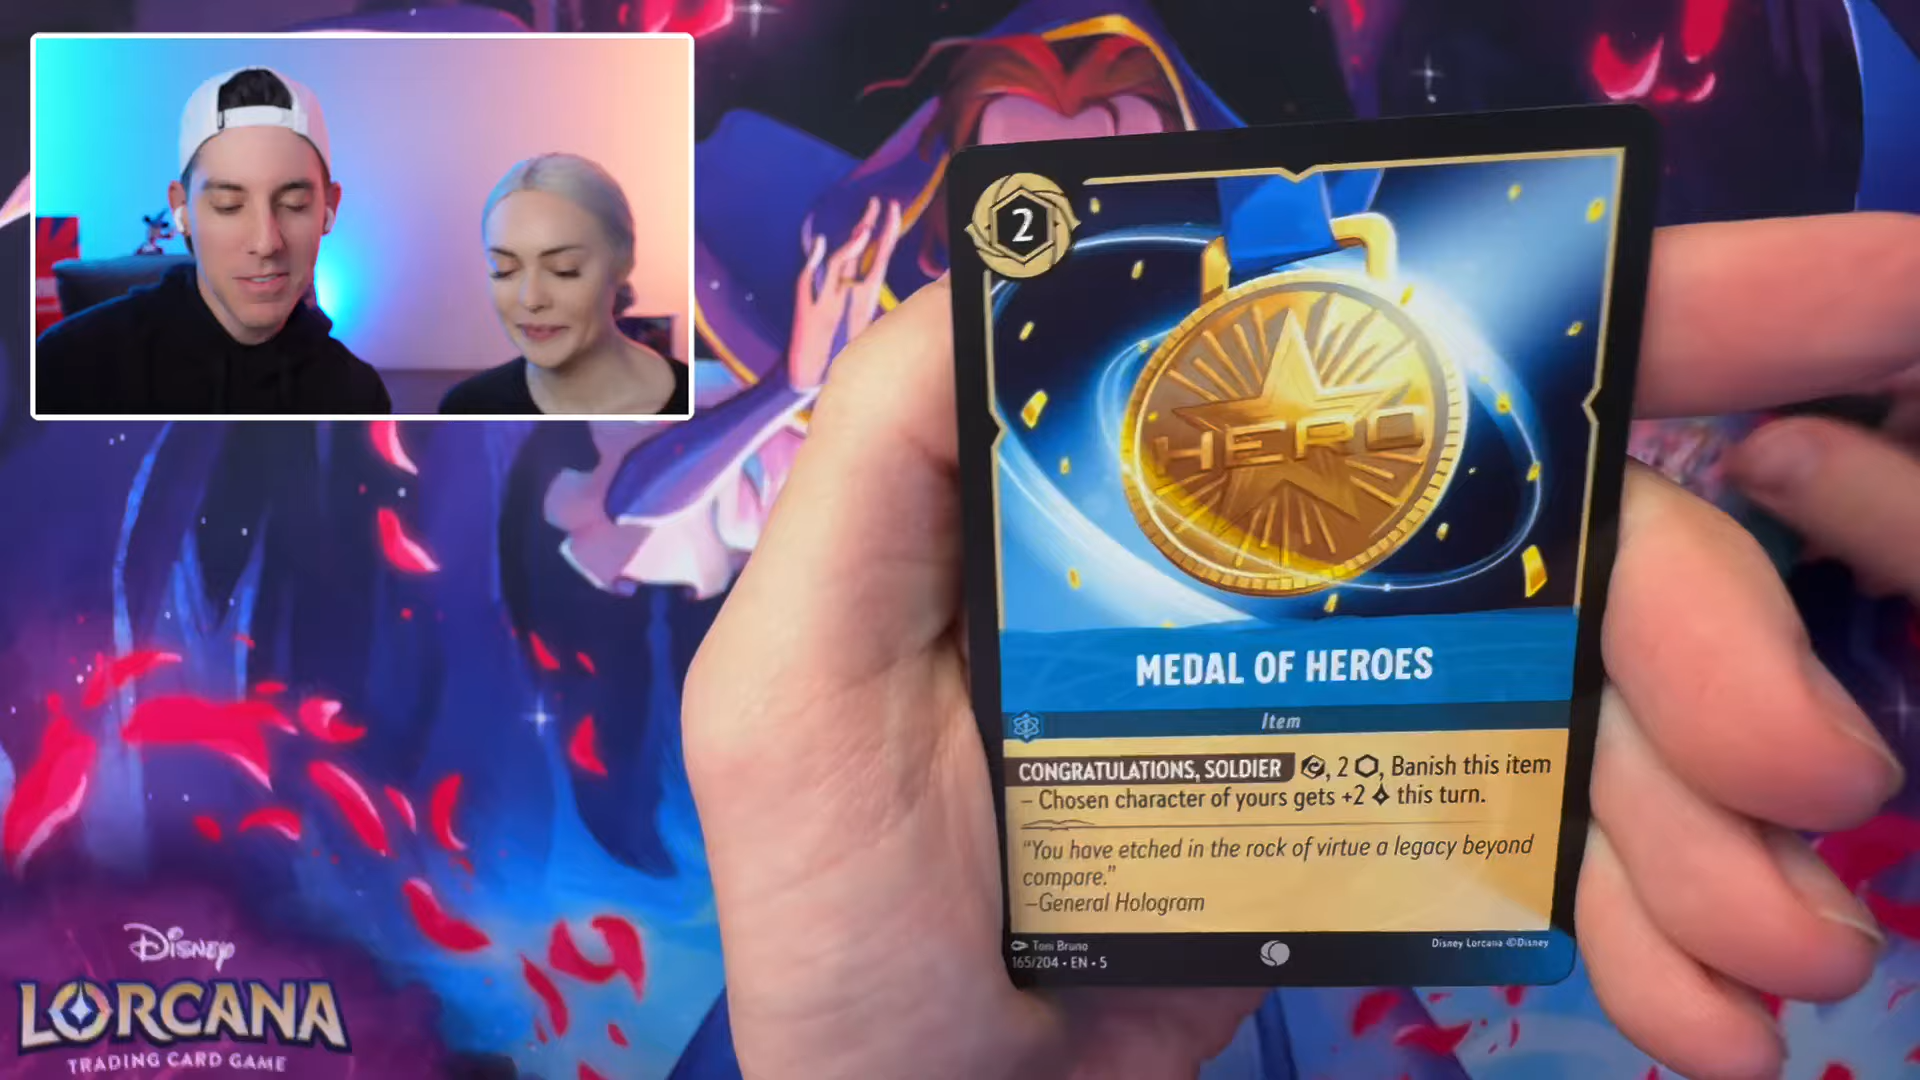 2
HERO
MEDAL OF HEROES
Item
CONGRATULATIONS, SOLDIER , 2 , Banish this item
– Chosen character of yours gets +2 this turn.
“You have etched in the rock of virtue a legacy beyond
compare.”
–General Hologram
Toni Bruno
165/204 • EN • 5
Disney Lorcana ©Disney
Disney
LORCANA
TRADING CARD GAME